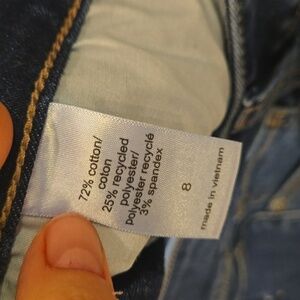 72% cotton/
coton
25% recycled
polyester/
polyester recyclé
3% spandex
8
made in vietnam